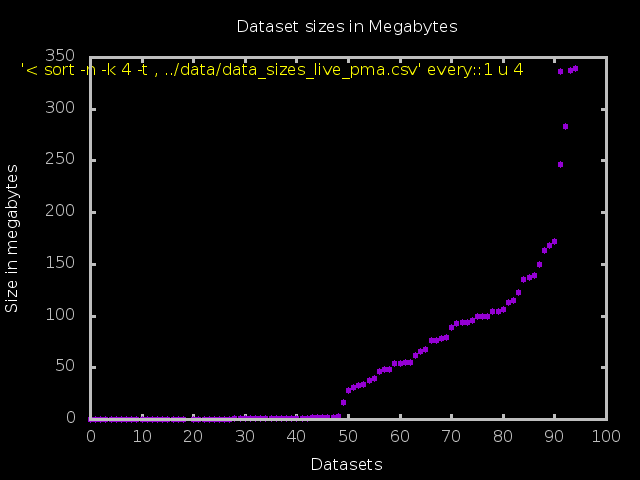 Dataset sizes in Megabytes
350
'< sort -n -k 4 -t , ../data/data_sizes_live_pma.csv' every::1 u 4
300
250
200
150
100
50
0
Size in megabytes
0 10 20 30 40 50 60 70 80 90 100
Datasets